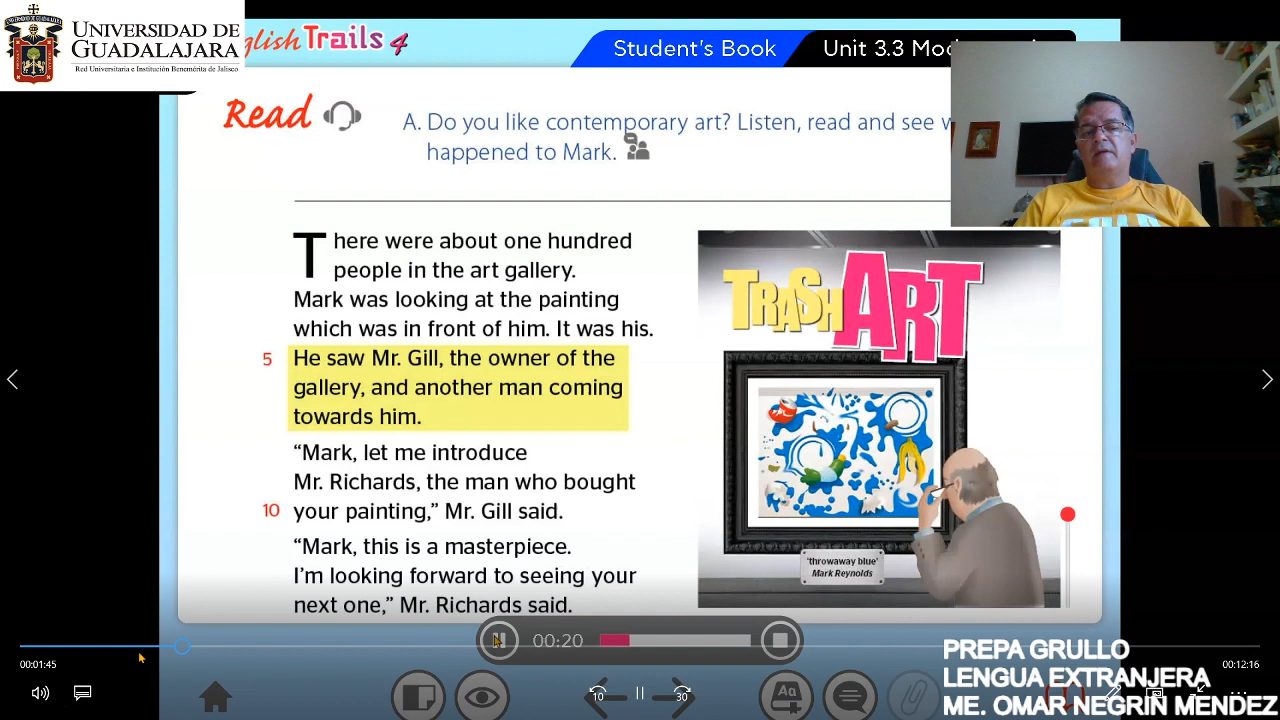 UNIVERSIDAD DE
GUADALAJARA
Red Universitaria e Institución Benemérita de Jalisco
glish Trails 4
Student's Book
Unit 3.3
Read
A. Do you like contemporary art? Listen, read and see
happened to Mark.
There were about one hundred
people in the art gallery.
Mark was looking at the painting
which was in front of him. It was his.
5 He saw Mr. Gill, the owner of the
gallery, and another man coming
towards him.
“Mark, let me introduce
Mr. Richards, the man who bought
10 your painting,” Mr. Gill said.
“Mark, this is a masterpiece.
I'm looking forward to seeing your
next one,” Mr. Richards said.
TRASH ART
'throwaway blue'
Mark Reynolds
00:20
00:01:45
00:12:16
10
30
Aa
PREPA GRULLO
LENGUA EXTRANJERA
ME. OMAR NEGRIN MENDEZ